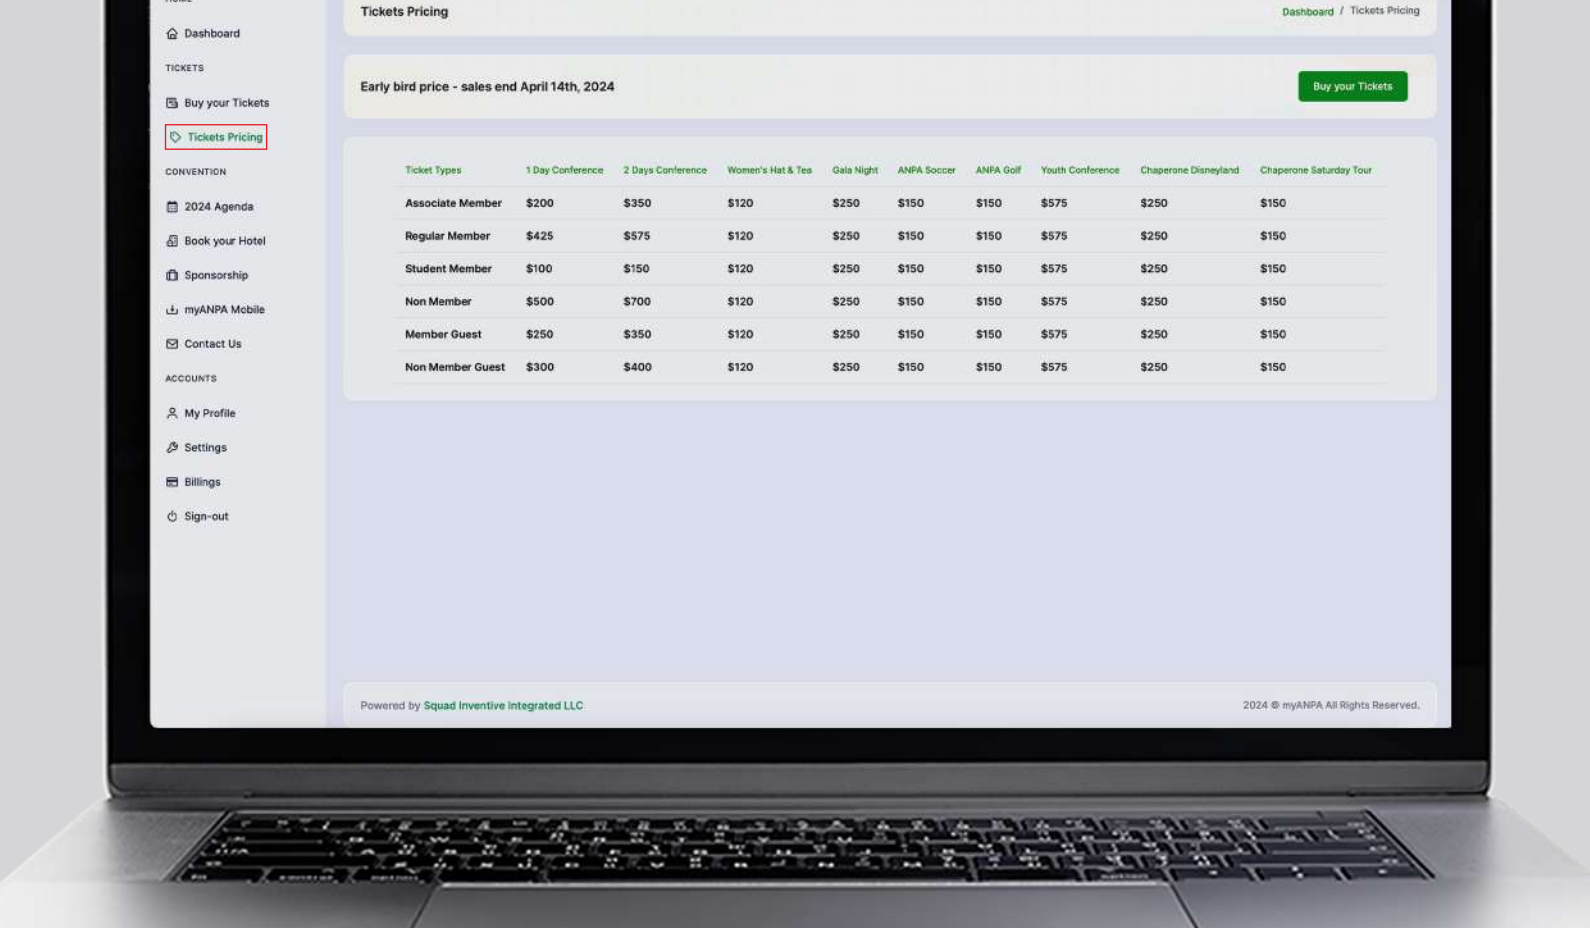 Tickets Pricing
Dashboard / Tickets Pricing
Dashboard
TICKETS
Buy your Tickets
Tickets Pricing
CONVENTION
2024 Agenda
Book your Hotel
Sponsorship
myANPA Mobile
Contact Us
ACCOUNTS
My Profile
Settings
Billings
Sign-out
Early bird price - sales end April 14th, 2024
Buy your Tickets
Ticket Types 1 Day Conference 2 Days Conference Women's Hat & Tea Gala Night ANPA Soccer ANPA Golf Youth Conference Chaperone Disneyland Chaperone Saturday Tour
Associate Member $200 $350 $120 $250 $150 $150 $575 $250 $150
Regular Member $425 $575 $120 $250 $150 $150 $575 $250 $150
Student Member $100 $150 $120 $250 $150 $150 $575 $250 $150
Non Member $500 $700 $120 $250 $150 $150 $575 $250 $150
Member Guest $250 $350 $120 $250 $150 $150 $575 $250 $150
Non Member Guest $300 $400 $120 $250 $150 $150 $575 $250 $150
Powered by Squad Inventive Integrated LLC
2024 © myANPA All Rights Reserved.